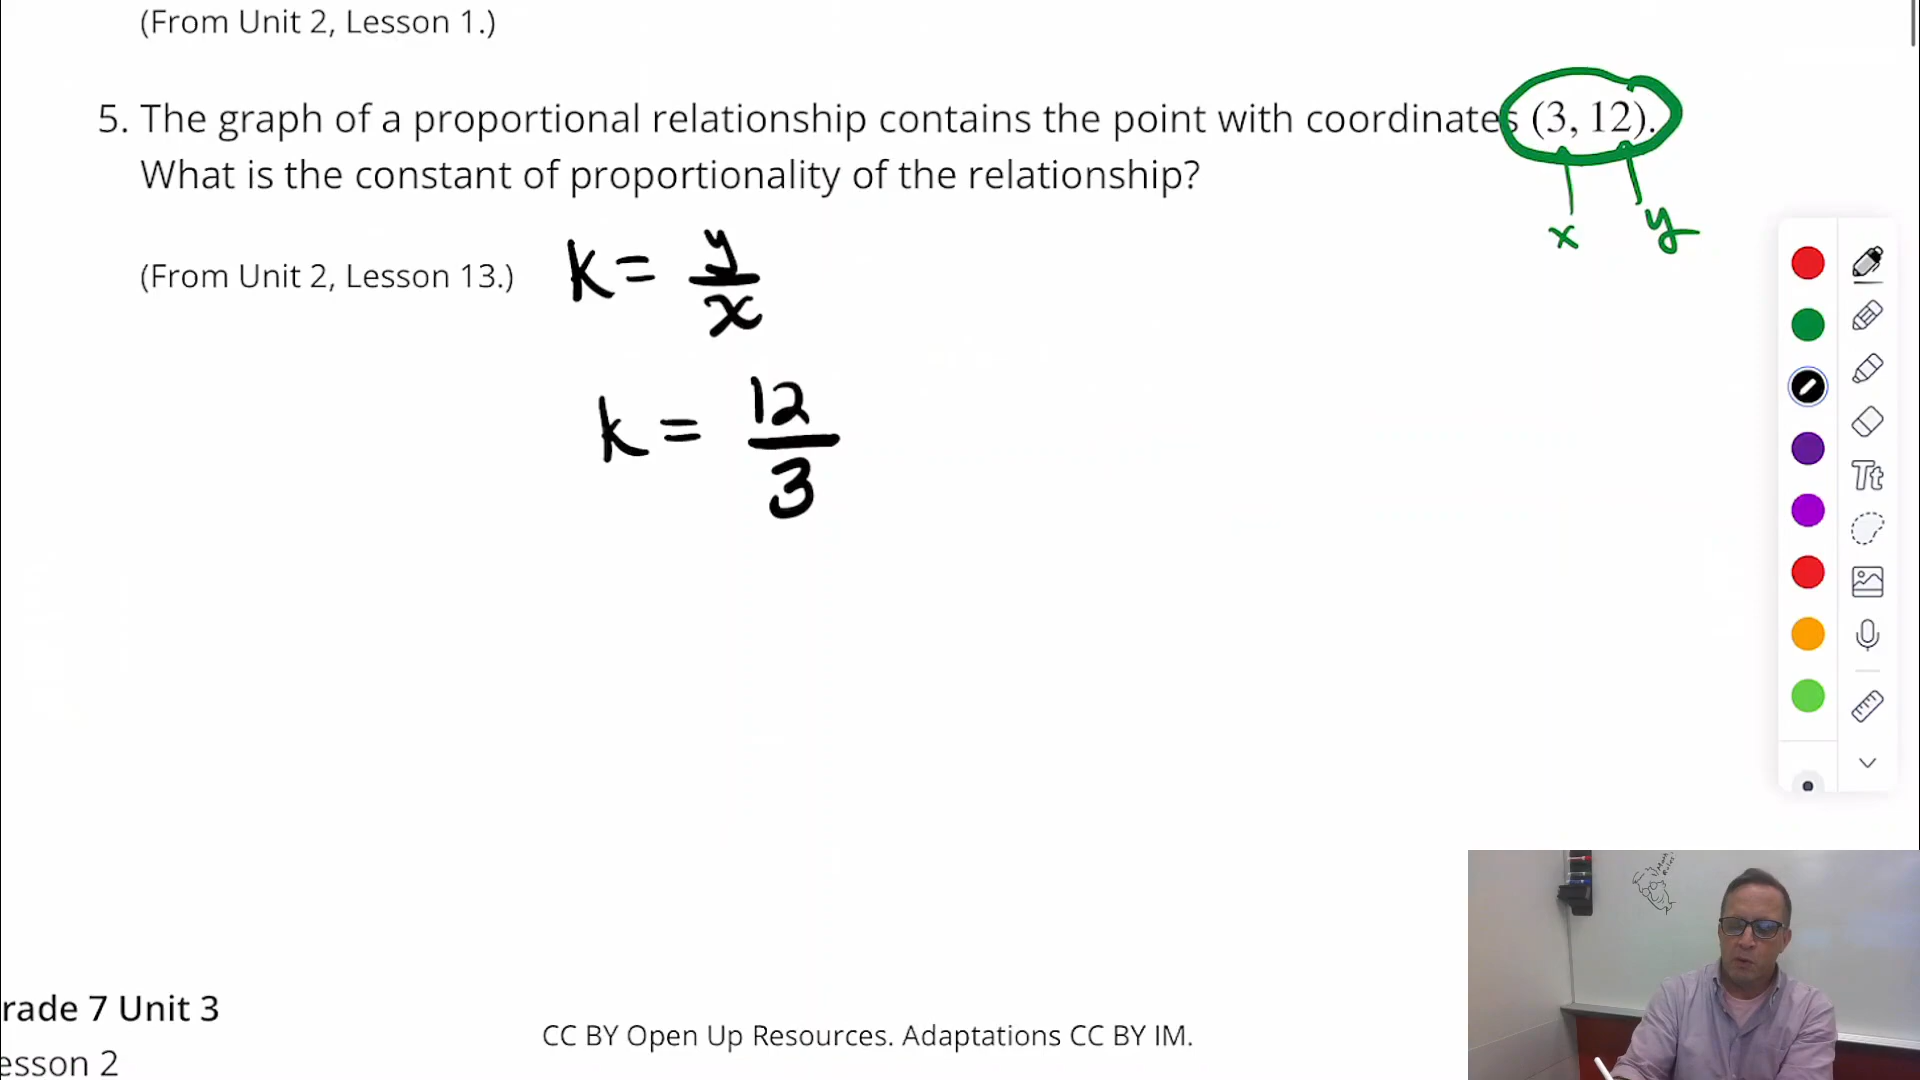 (From Unit 2, Lesson 1.)
5. The graph of a proportional relationship contains the point with coordinates (3, 12).
What is the constant of proportionality of the relationship?
x y
(From Unit 2, Lesson 13.)
k = y/x
k = 12/3
Tt
rade 7 Unit 3
CC BY Open Up Resources. Adaptations CC BY IM.
esson 2